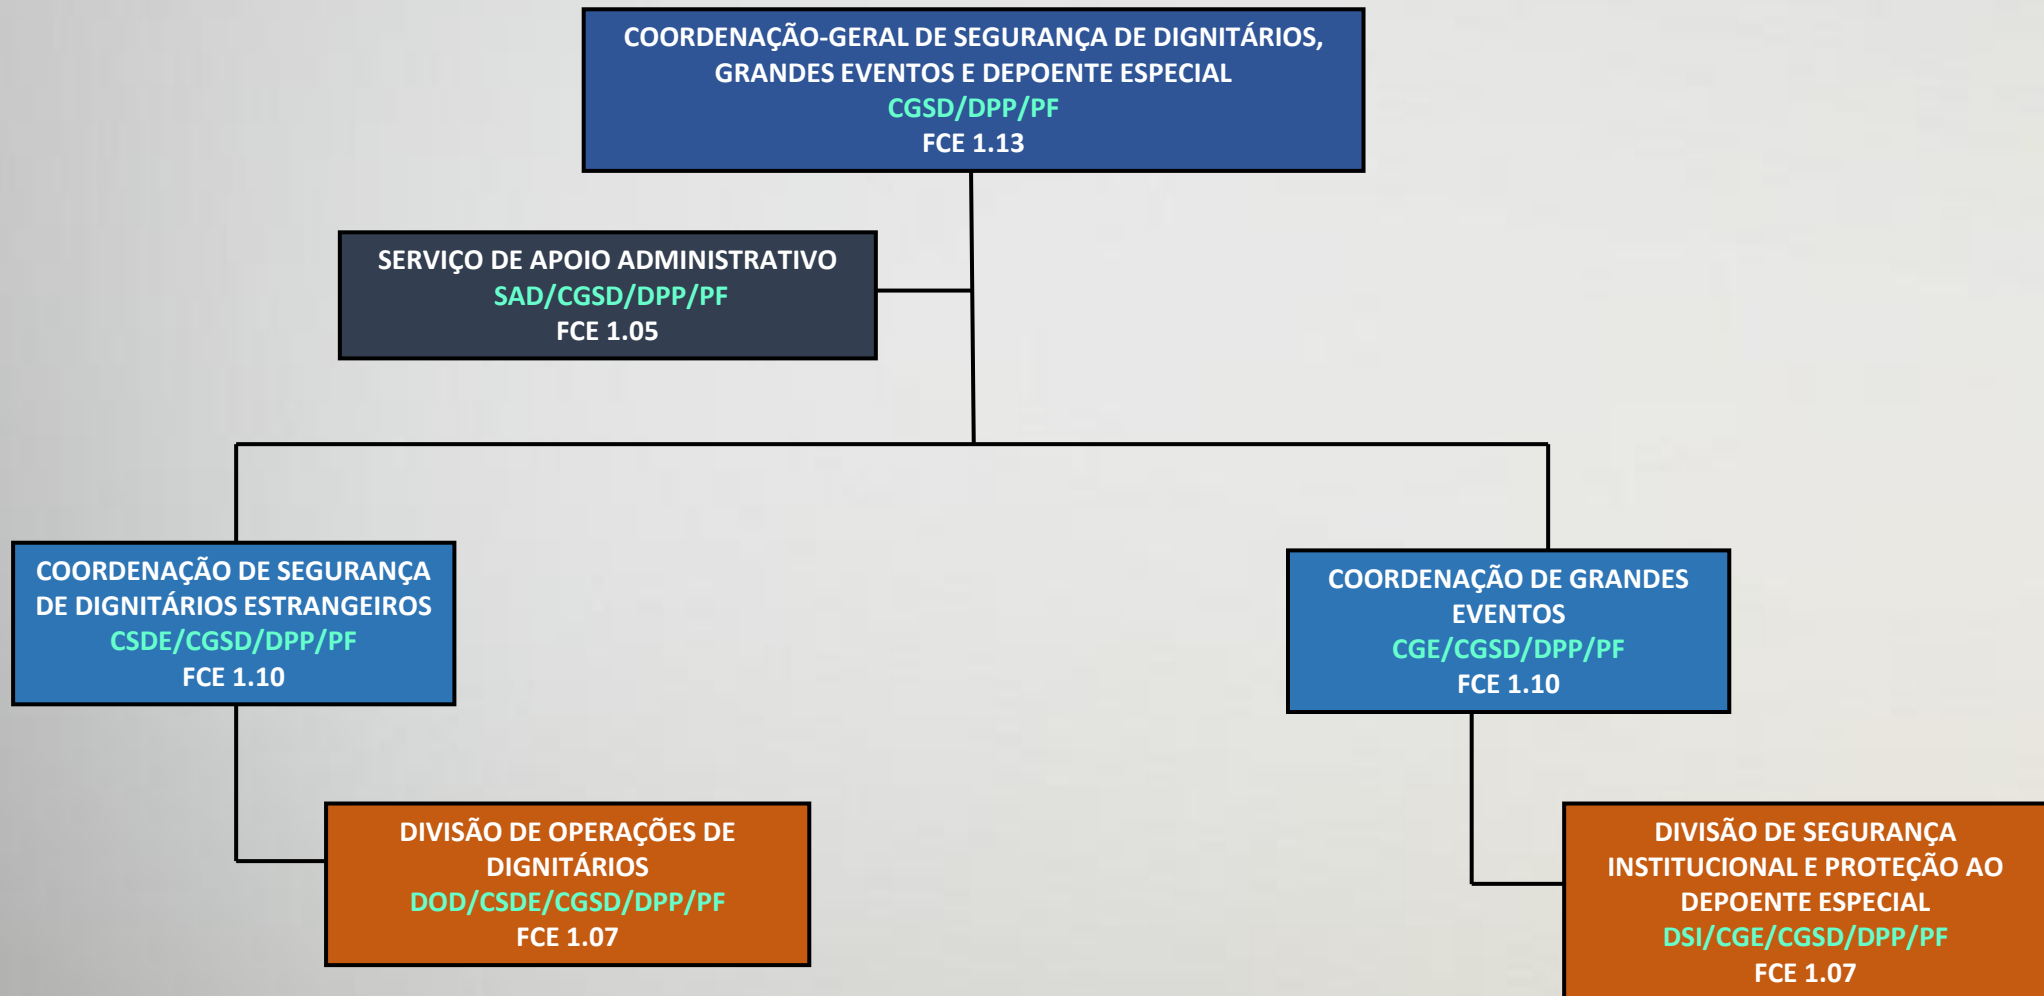 COORDENAÇÃO-GERAL DE SEGURANÇA DE DIGNITÁRIOS,
GRANDES EVENTOS E DEPOENTE ESPECIAL
CGSD/DPP/PF
FCE 1.13
SERVIÇO DE APOIO ADMINISTRATIVO
SAD/CGSD/DPP/PF
FCE 1.05
COORDENAÇÃO DE SEGURANÇA
DE DIGNITÁRIOS ESTRANGEIROS
CSDE/CGSD/DPP/PF
FCE 1.10
COORDENAÇÃO DE GRANDES
EVENTOS
CGE/CGSD/DPP/PF
FCE 1.10
DIVISÃO DE OPERAÇÕES DE
DIGNITÁRIOS
DOD/CSDE/CGSD/DPP/PF
FCE 1.07
DIVISÃO DE SEGURANÇA
INSTITUCIONAL E PROTEÇÃO AO
DEPOENTE ESPECIAL
DSI/CGE/CGSD/DPP/PF
FCE 1.07